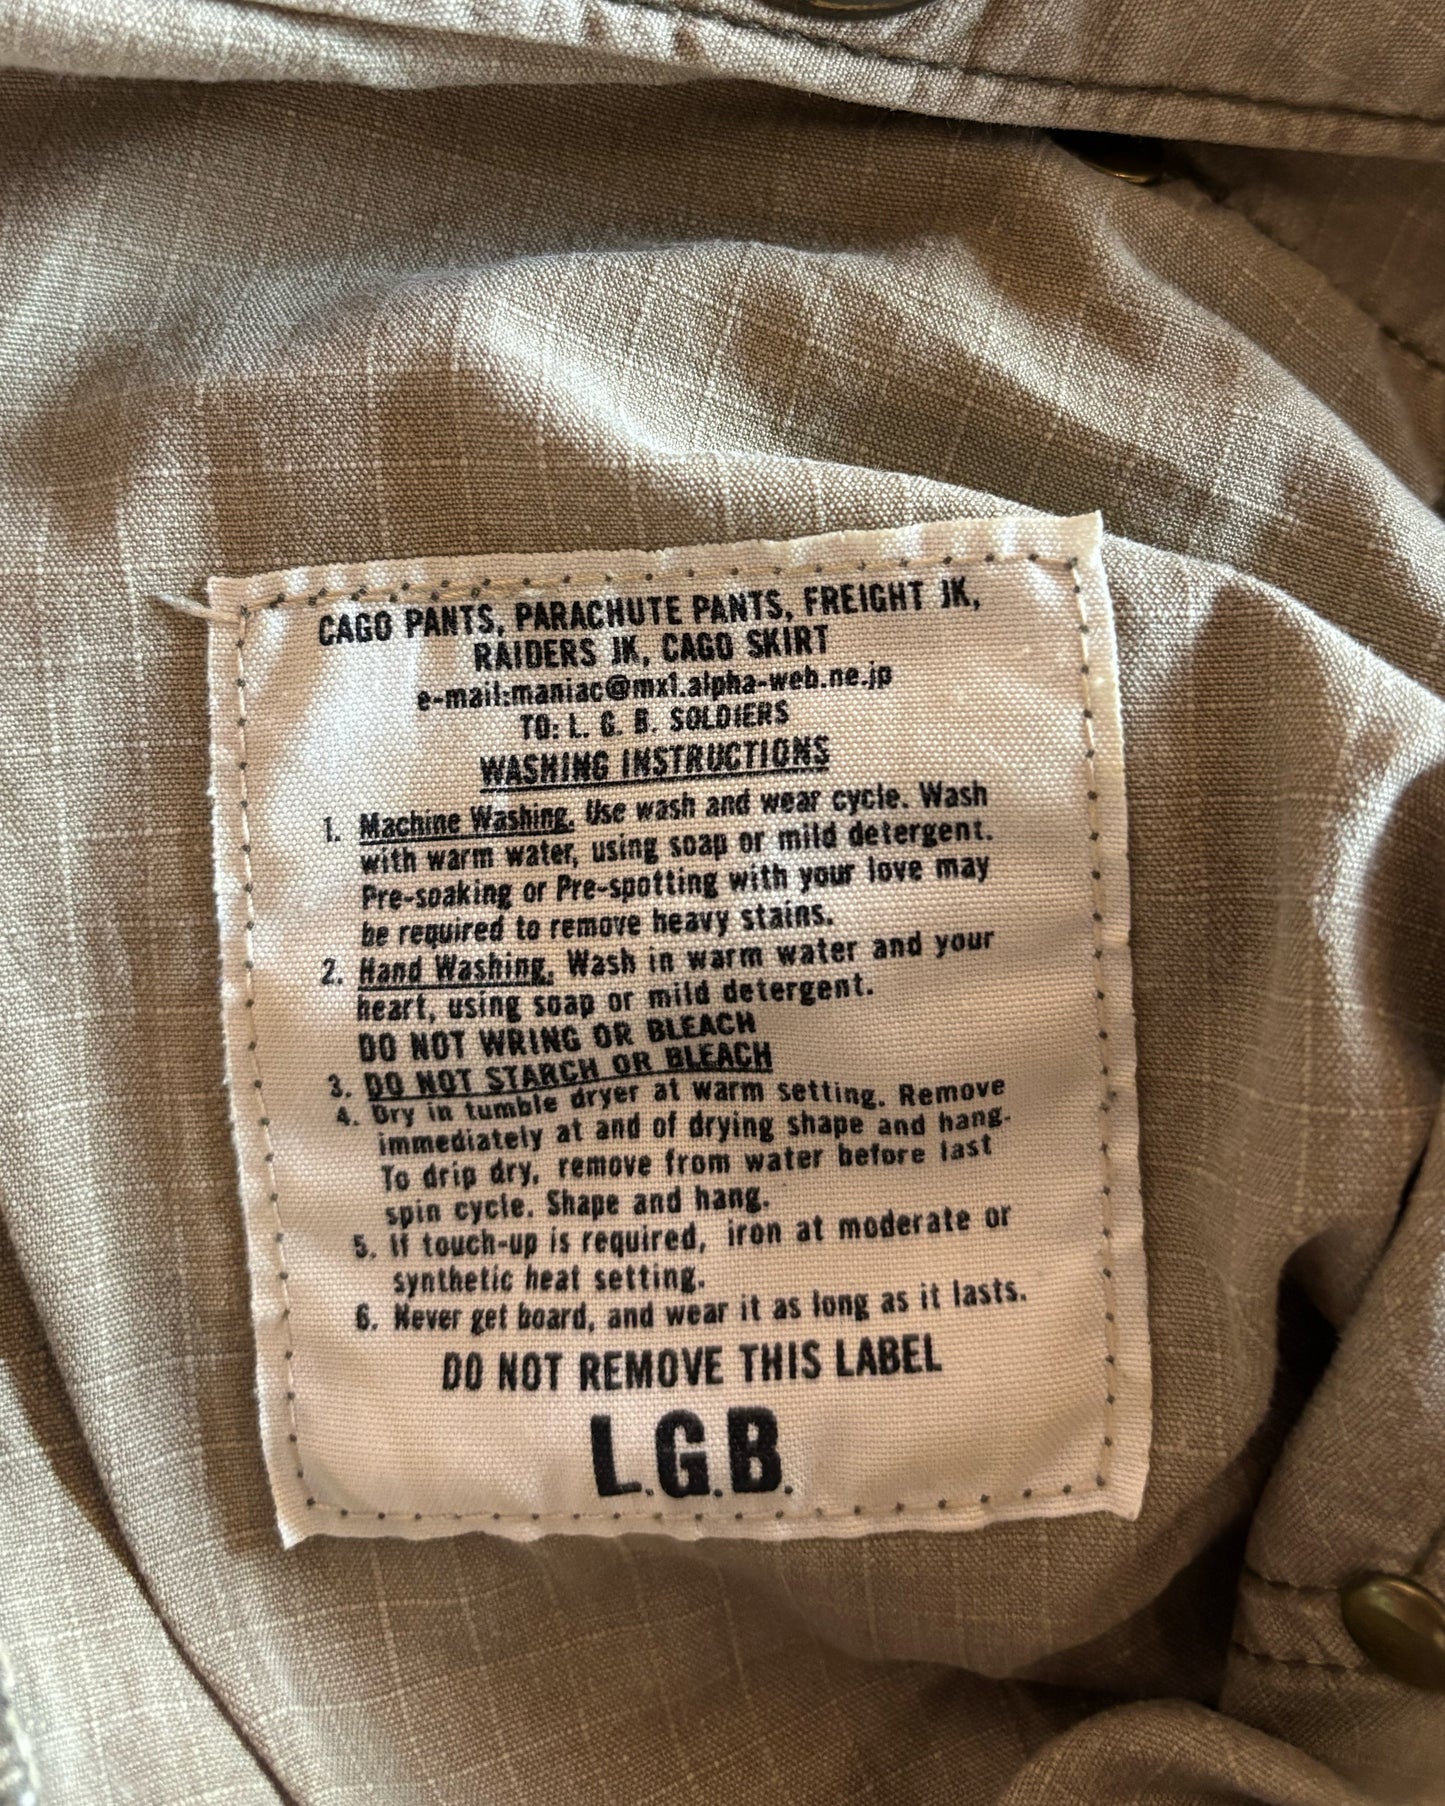 CAGO PANTS, PARACHUTE PANTS, FREIGHT JK,
RAIDERS JK, CAGO SKIRT
e-mail:maniac@mx1.alpha-web.ne.jp
TO: L. G. B. SOLDIERS
WASHING INSTRUCTIONS
1. Machine Washing. Use wash and wear cycle. Wash
with warm water, using soap or mild detergent.
Pre-soaking or Pre-spotting with your love may
be required to remove heavy stains.
2. Hand Washing. Wash in warm water and your
heart, using soap or mild detergent.
DO NOT WRING OR BLEACH
3. DO NOT STARCH OR BLEACH
4. Dry in tumble dryer at warm setting. Remove
immediately at and of drying shape and hang.
To drip dry, remove from water before last
spin cycle. Shape and hang.
5. If touch-up is required, iron at moderate or
synthetic heat setting.
6. Never get board, and wear it as long as it lasts.
DO NOT REMOVE THIS LABEL
L.G.B.